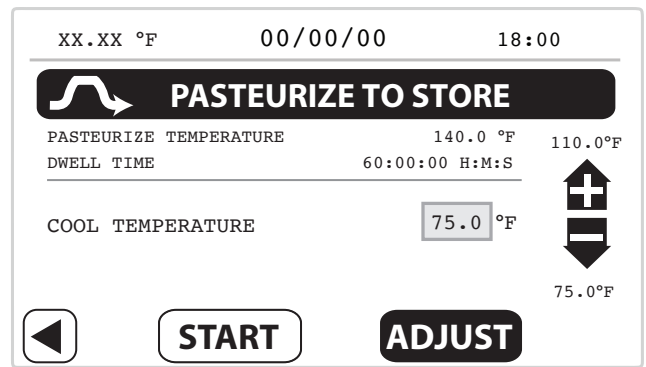 XX.XX °F 00/00/00 18:00
PASTEURIZE TO STORE
PASTEURIZE TEMPERATURE 140.0 °F
DWELL TIME 60:00:00 H:M:S
110.0°F
COOL TEMPERATURE 75.0 °F
75.0°F
START ADJUST